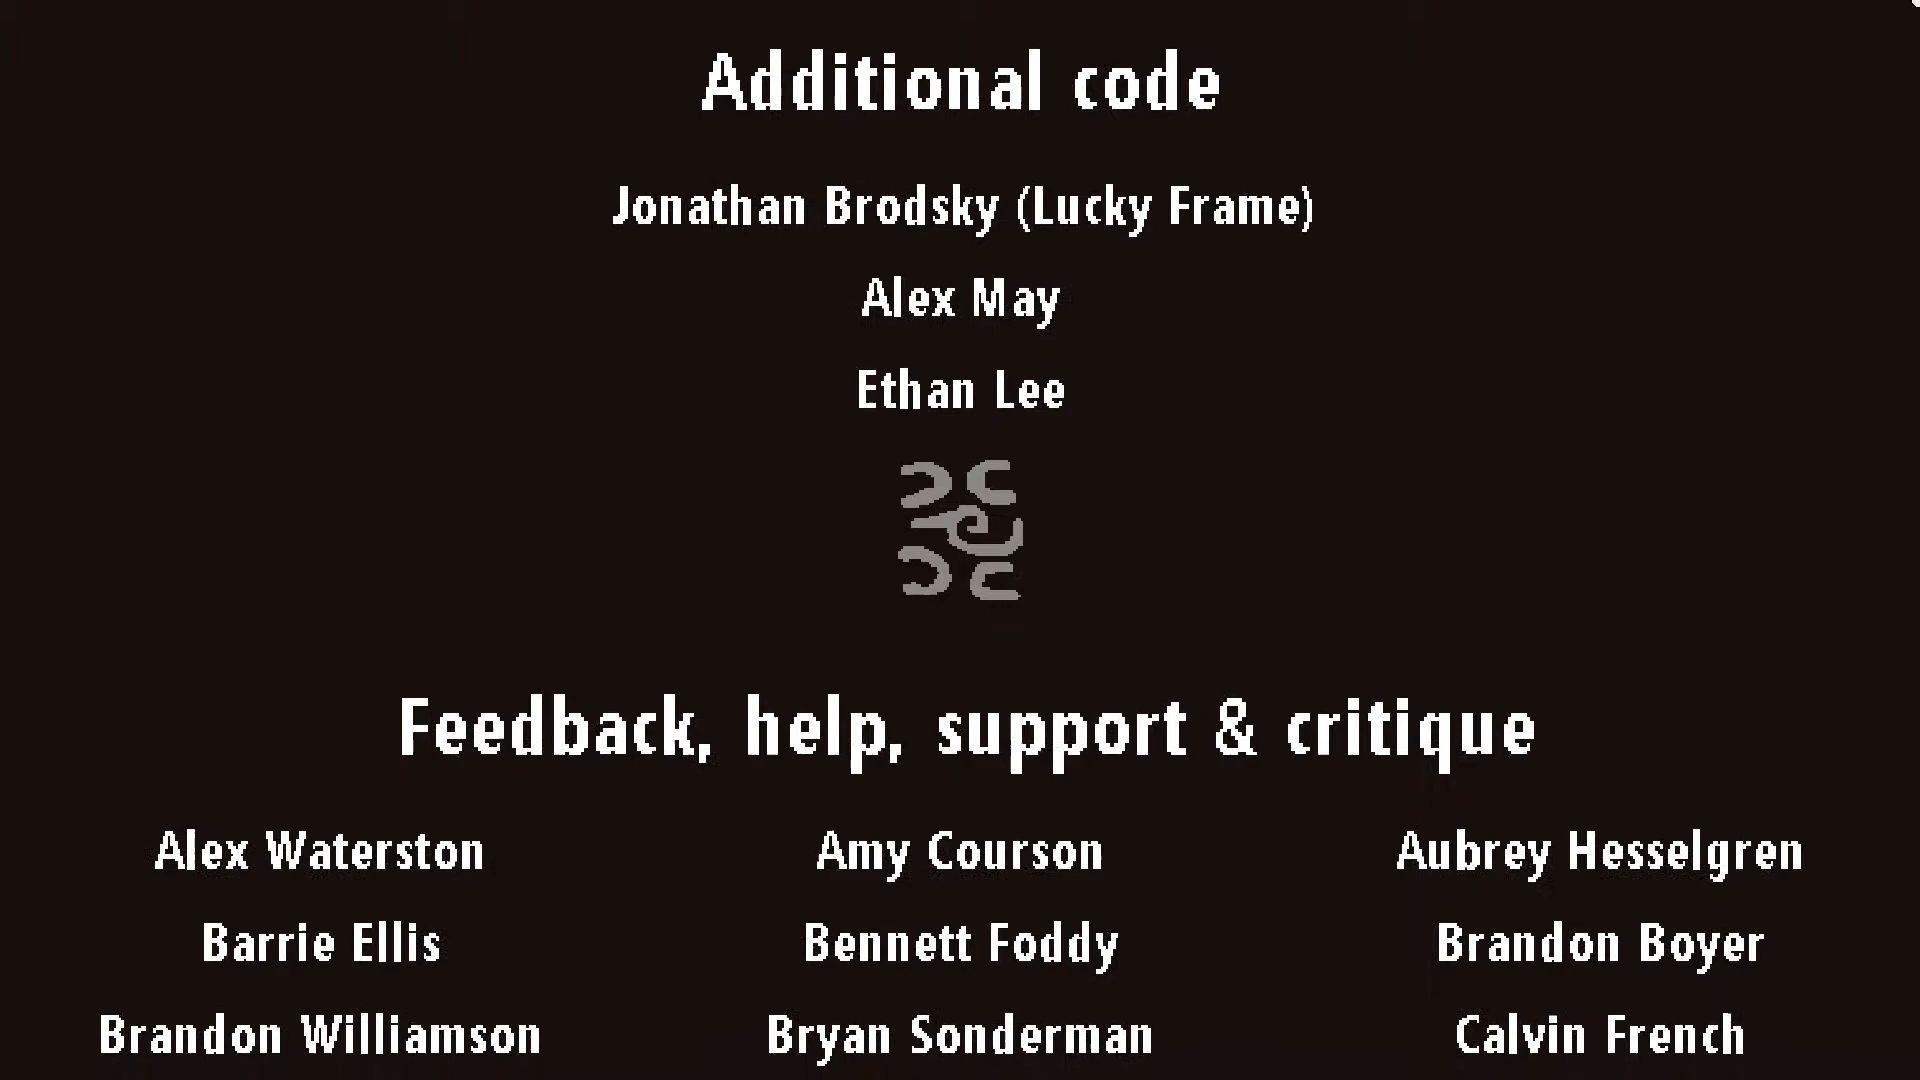 Additional code
Jonathan Brodsky (Lucky Frame)
Alex May
Ethan Lee
Feedback, help, support & critique
Alex Waterston Amy Courson Aubrey Hesselgren
Barrie Ellis Bennett Foddy Brandon Boyer
Brandon Williamson Bryan Sonderman Calvin French